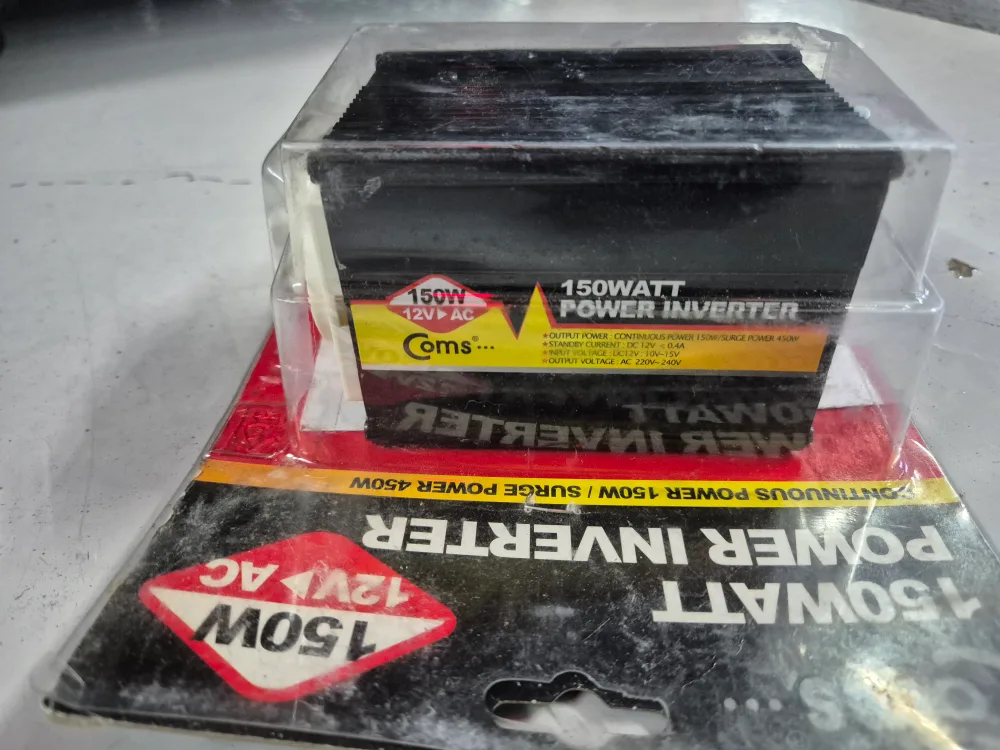 150W
12V▶AC
Coms®...
150WATT
POWER INVERTER
★OUTPUT POWER : CONTINUOUS POWER 150W/SURGE POWER 450W
★STANDBY CURRENT : DC 12V < 0.4A
★INPUT VOLTAGE : DC12V : 10V~15V
★OUTPUT VOLTAGE : AC 220V~240V
CONTINUOUS POWER 150W / SURGE POWER 450W
150WATT
POWER INVERTER
150W
12V▶AC